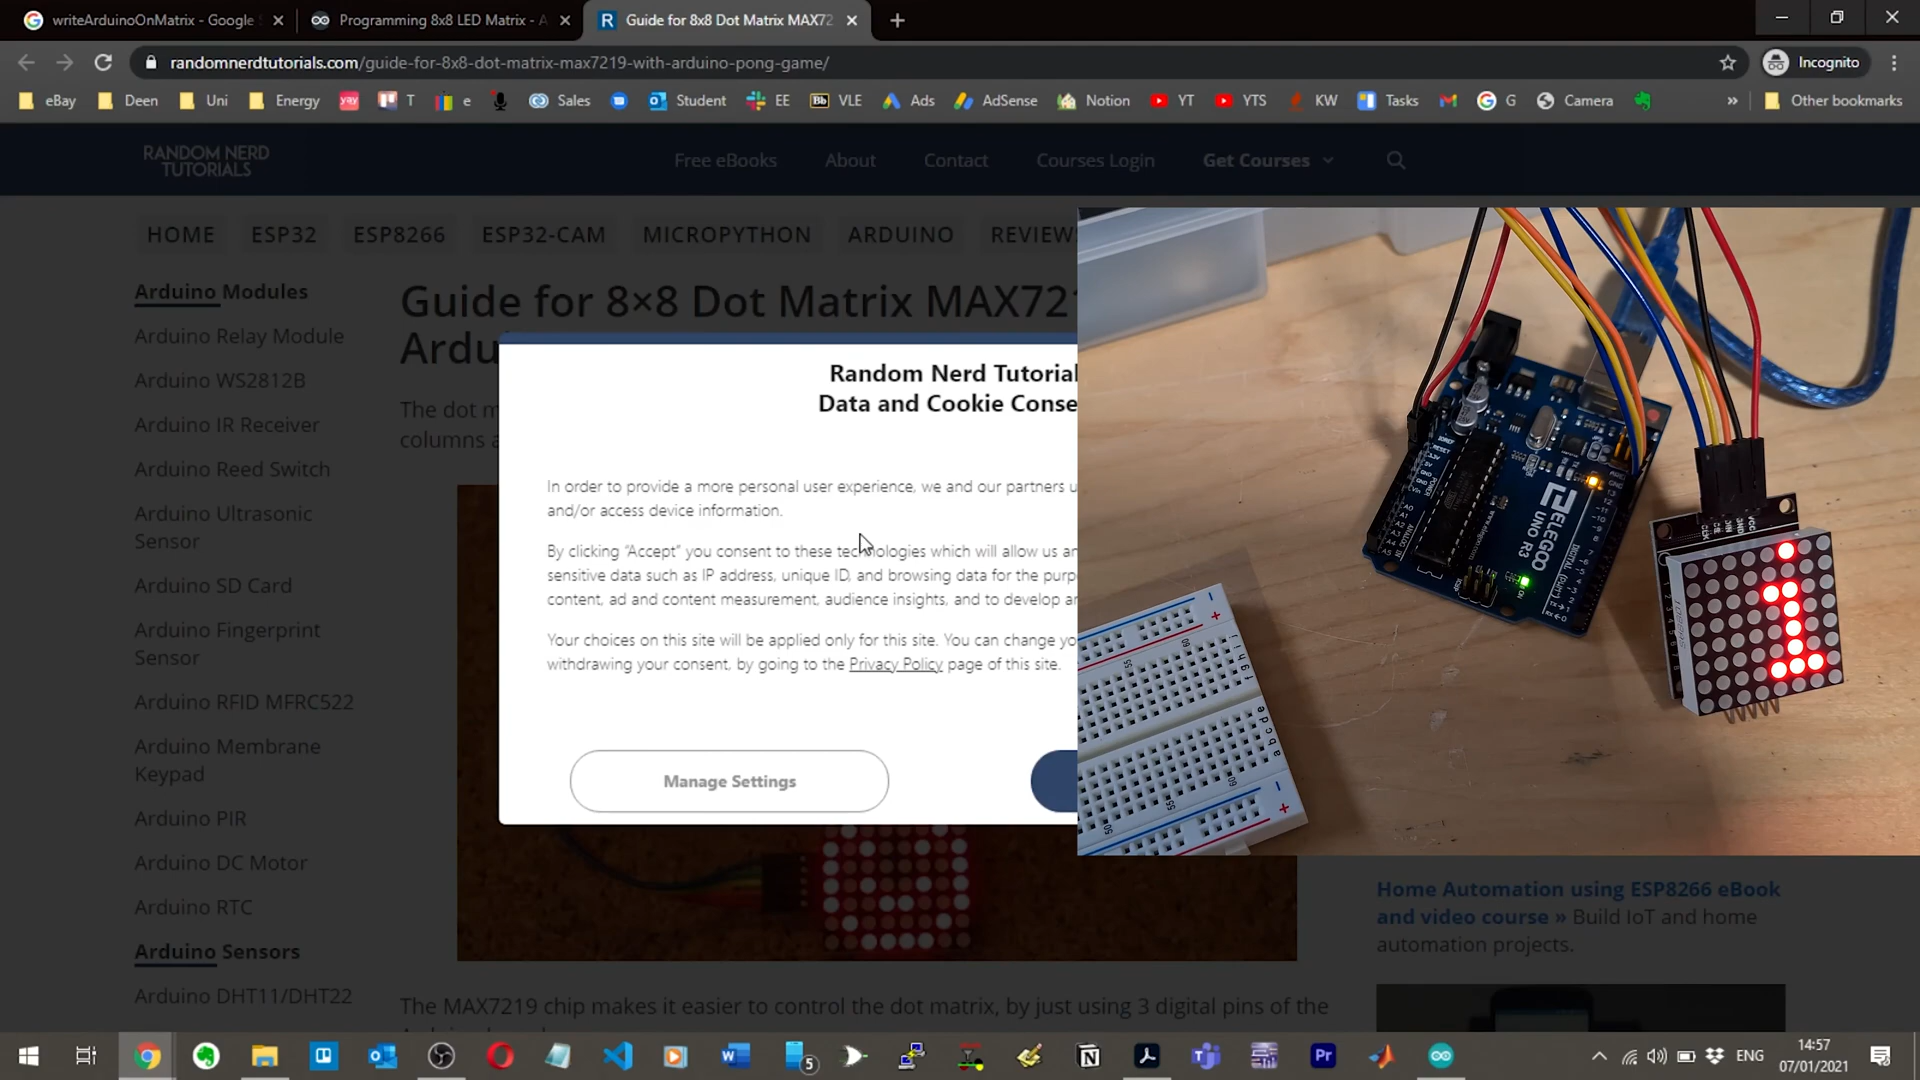 writeArduinoOnMatrix - Google S
Programming 8x8 LED Matrix - A
Guide for 8x8 Dot Matrix MAX72
randomnerdtutorials.com/guide-for-8x8-dot-matrix-max7219-with-arduino-pong-game/
Incognito
eBay
Deen
Uni
Energy
yay
T
e
Sales
Student
EE
Bb VLE
Ads
AdSense
Notion
YT
YTS
KW
Tasks
G
Camera
»
Other bookmarks
RANDOM NERD
TUTORIALS
Free eBooks
About
Contact
Courses Login
Get Courses
HOME
ESP32
ESP8266
ESP32-CAM
MICROPYTHON
ARDUINO
REVIEWS
Arduino Modules
Arduino Relay Module
Arduino WS2812B
Arduino IR Receiver
Arduino Reed Switch
Arduino Ultrasonic
Sensor
Arduino SD Card
Arduino Fingerprint
Sensor
Arduino RFID MFRC522
Arduino Membrane
Keypad
Arduino PIR
Arduino DC Motor
Arduino RTC
Arduino Sensors
Arduino DHT11/DHT22
Guide for 8×8 Dot Matrix MAX721
Ardu
The dot m
columns a
Random Nerd Tutorial
Data and Cookie Conse
In order to provide a more personal user experience, we and our partners u
and/or access device information.
By clicking “Accept” you consent to these technologies which will allow us an
sensitive data such as IP address, unique ID, and browsing data for the purp
content, ad and content measurement, audience insights, and to develop an
Your choices on this site will be applied only for this site. You can change yo
withdrawing your consent, by going to the Privacy Policy page of this site.
Manage Settings
ELEGOO
UNO R3
Home Automation using ESP8266 eBook
and video course » Build IoT and home
automation projects.
The MAX7219 chip makes it easier to control the dot matrix, by just using 3 digital pins of the
5
ENG
14:57
07/01/2021